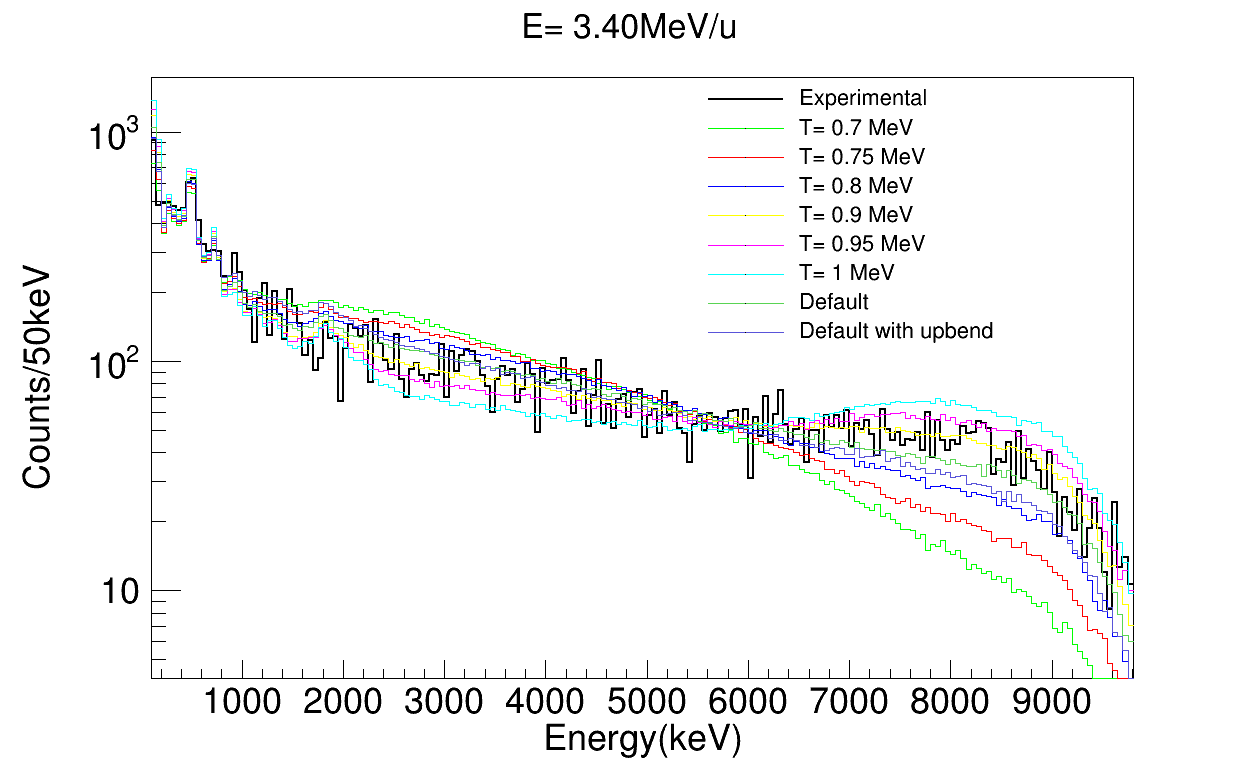 E= 3.40MeV/u
Counts/50keV
10³
10²
10
Experimental
T= 0.7 MeV
T= 0.75 MeV
T= 0.8 MeV
T= 0.9 MeV
T= 0.95 MeV
T= 1 MeV
Default
Default with upbend
1000 2000 3000 4000 5000 6000 7000 8000 9000
Energy(keV)